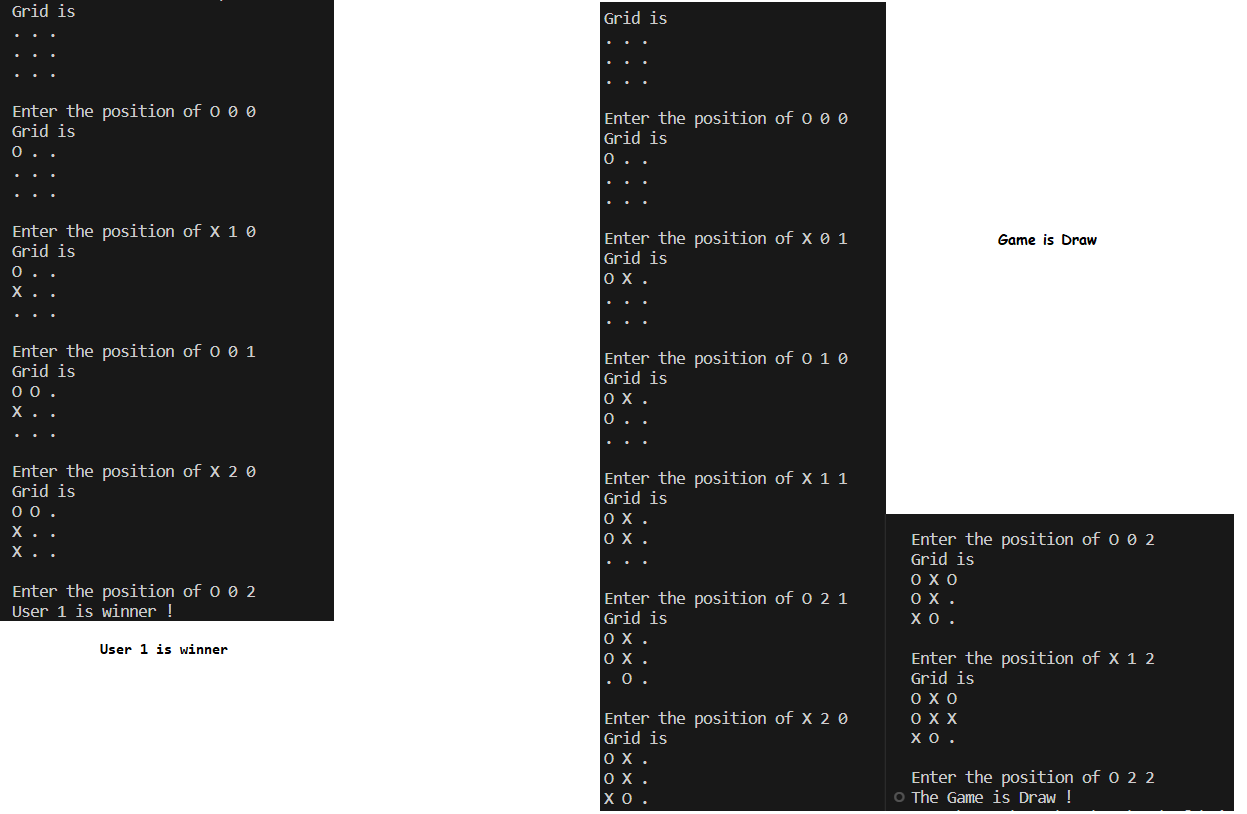 Grid is
. . .
. . .
. . .
Enter the position of O 0 0
Grid is
O . .
. . .
. . .
Enter the position of X 1 0
Grid is
O . .
X . .
. . .
Enter the position of O 0 1
Grid is
O O .
X . .
. . .
Enter the position of X 2 0
Grid is
O O .
X . .
X . .
Enter the position of O 0 2
User 1 is winner !
User 1 is winner
Grid is
. . .
. . .
. . .
Enter the position of O 0 0
Grid is
O . .
. . .
. . .
Enter the position of X 0 1
Grid is
O X .
. . .
. . .
Enter the position of O 1 0
Grid is
O X .
O . .
. . .
Enter the position of X 1 1
Grid is
O X .
O X .
. . .
Enter the position of O 2 1
Grid is
O X .
O X .
. O .
Enter the position of X 2 0
Grid is
O X .
O X .
X O .
Game is Draw
Enter the position of O 0 2
Grid is
O X O
O X .
X O .
Enter the position of X 1 2
Grid is
O X O
O X X
X O .
Enter the position of O 2 2
The Game is Draw !